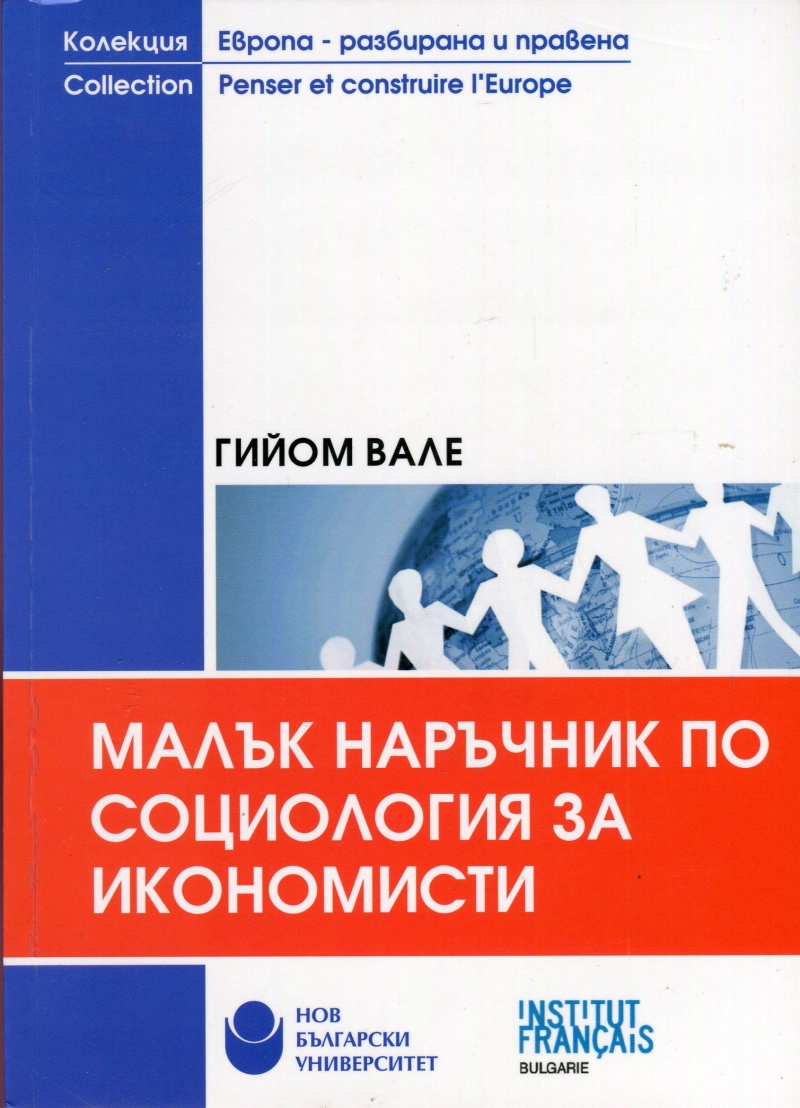 Колекция Европа - разбирана и правена
Collection Penser et construire l'Europe
ГИЙОМ ВАЛЕ
МАЛЪК НАРЪЧНИК ПО
СОЦИОЛОГИЯ ЗА
ИКОНОМИСТИ
НОВ
БЪЛГАРСКИ
УНИВЕРСИТЕТ
INSTITUT
FRANÇAIS
BULGARIE